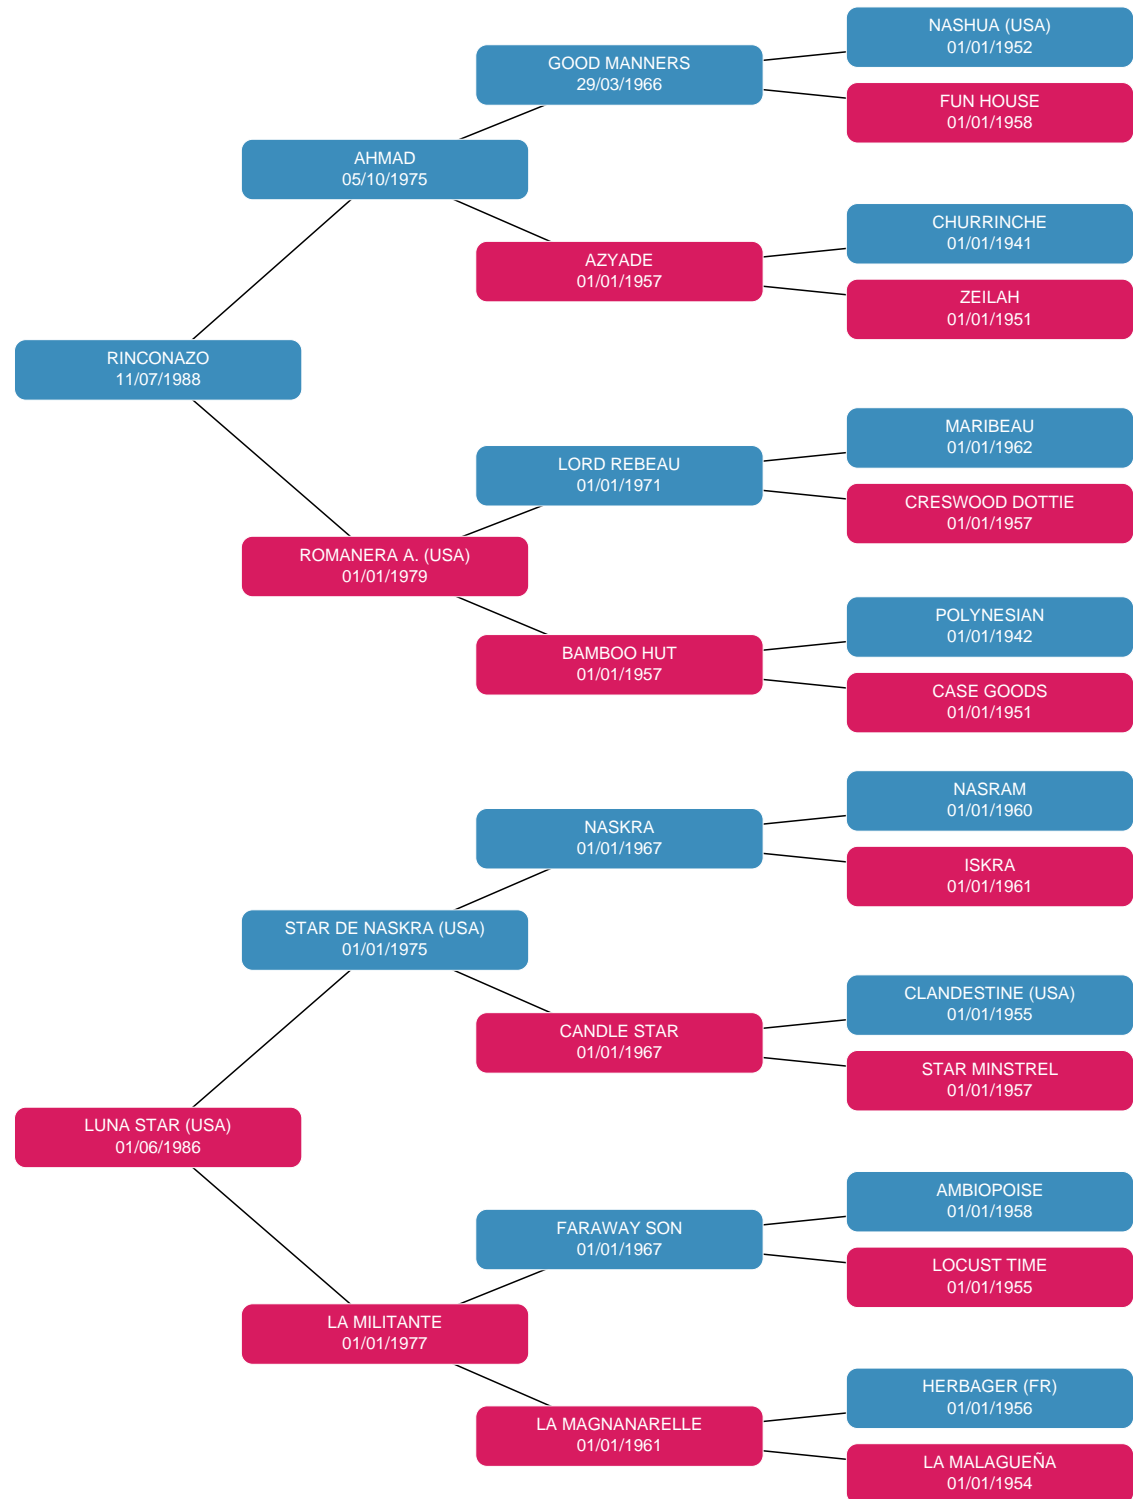 NASHUA (USA)
01/01/1952
GOOD MANNERS
29/03/1966
FUN HOUSE
01/01/1958
AHMAD
05/10/1975
CHURRINCHE
01/01/1941
AZYADE
01/01/1957
ZEILAH
01/01/1951
RINCONAZO
11/07/1988
MARIBEAU
01/01/1962
LORD REBEAU
01/01/1971
CRESWOOD DOTTIE
01/01/1957
ROMANERA A. (USA)
01/01/1979
POLYNESIAN
01/01/1942
BAMBOO HUT
01/01/1957
CASE GOODS
01/01/1951
NASRAM
01/01/1960
NASKRA
01/01/1967
ISKRA
01/01/1961
STAR DE NASKRA (USA)
01/01/1975
CLANDESTINE (USA)
01/01/1955
CANDLE STAR
01/01/1967
STAR MINSTREL
01/01/1957
LUNA STAR (USA)
01/06/1986
AMBIOPOISE
01/01/1958
FARAWAY SON
01/01/1967
LOCUST TIME
01/01/1955
LA MILITANTE
01/01/1977
HERBAGER (FR)
01/01/1956
LA MAGNANARELLE
01/01/1961
LA MALAGUEÑA
01/01/1954